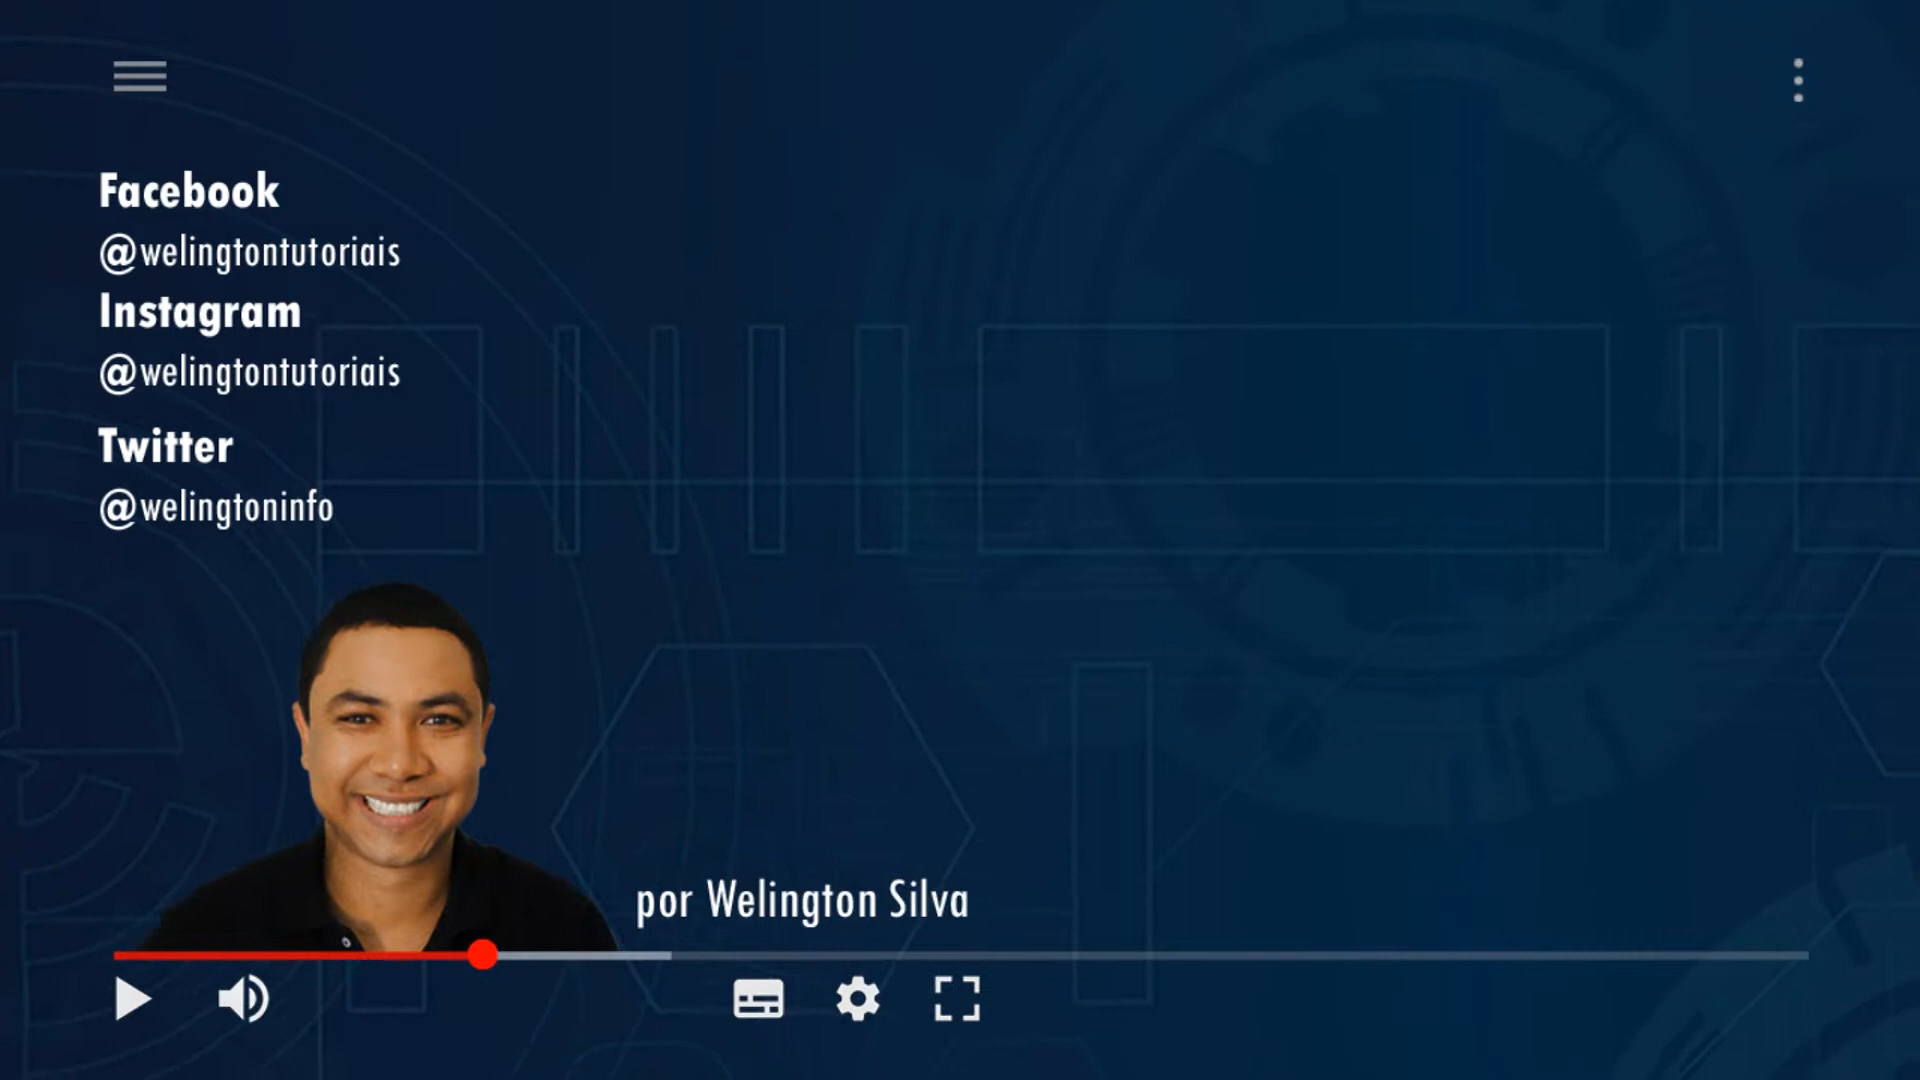 Facebook
@welingtontutoriais
Instagram
@welingtontutoriais
Twitter
@welingtoninfo
por Welington Silva